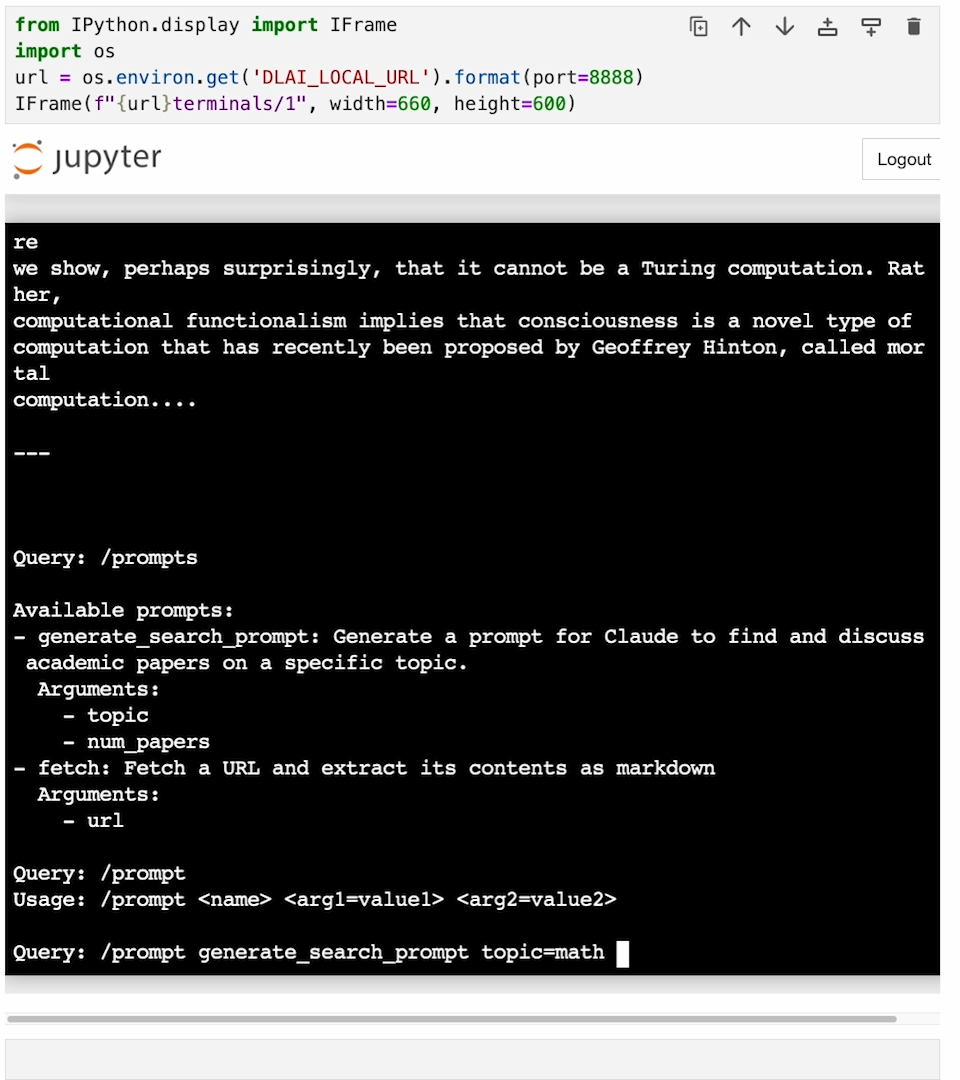 from IPython.display import IFrame
import os
url = os.environ.get('DLAI_LOCAL_URL').format(port=8888)
IFrame(f"{url}terminals/1", width=660, height=600)
jupyter
Logout
re
we show, perhaps surprisingly, that it cannot be a Turing computation. Rat
her,
computational functionalism implies that consciousness is a novel type of
computation that has recently been proposed by Geoffrey Hinton, called mor
tal
computation....
---
Query: /prompts
Available prompts:
- generate_search_prompt: Generate a prompt for Claude to find and discuss
academic papers on a specific topic.
Arguments:
- topic
- num_papers
- fetch: Fetch a URL and extract its contents as markdown
Arguments:
- url
Query: /prompt
Usage: /prompt <name> <arg1=value1> <arg2=value2>
Query: /prompt generate_search_prompt topic=math